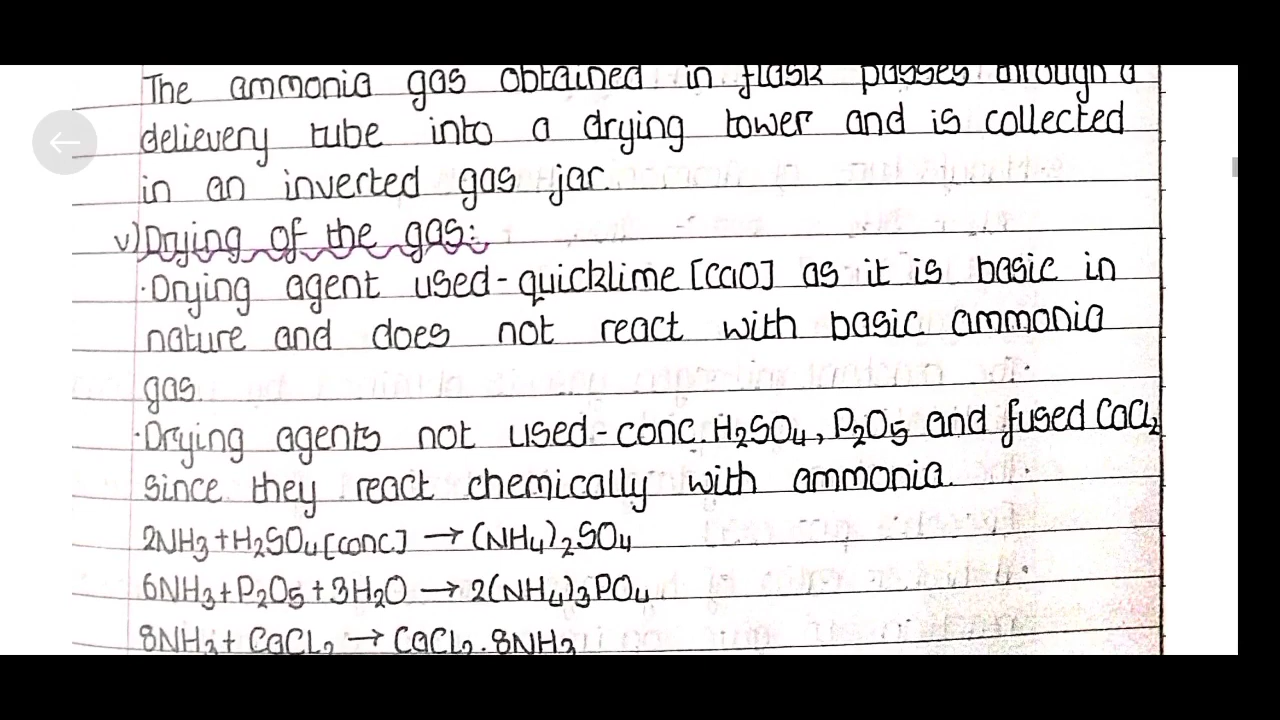 The ammonia gas obtained in flask passes through a
delievery tube into a drying tower and is collected
in an inverted gas jar.
v) Drying of the gas:
·Drying agent used - quicklime [CaO] as it is basic in
nature and does not react with basic ammonia
gas.
·Drying agents not used - conc. H₂SO₄, P₂O₅ and fused CaCl₂
since they react chemically with ammonia.
2NH₃ + H₂SO₄ [conc] → (NH₄)₂SO₄
6NH₃ + P₂O₅ + 3H₂O → 2(NH₄)₃PO₄
8NH₃ + CaCl₂ → CaCl₂.8NH₃